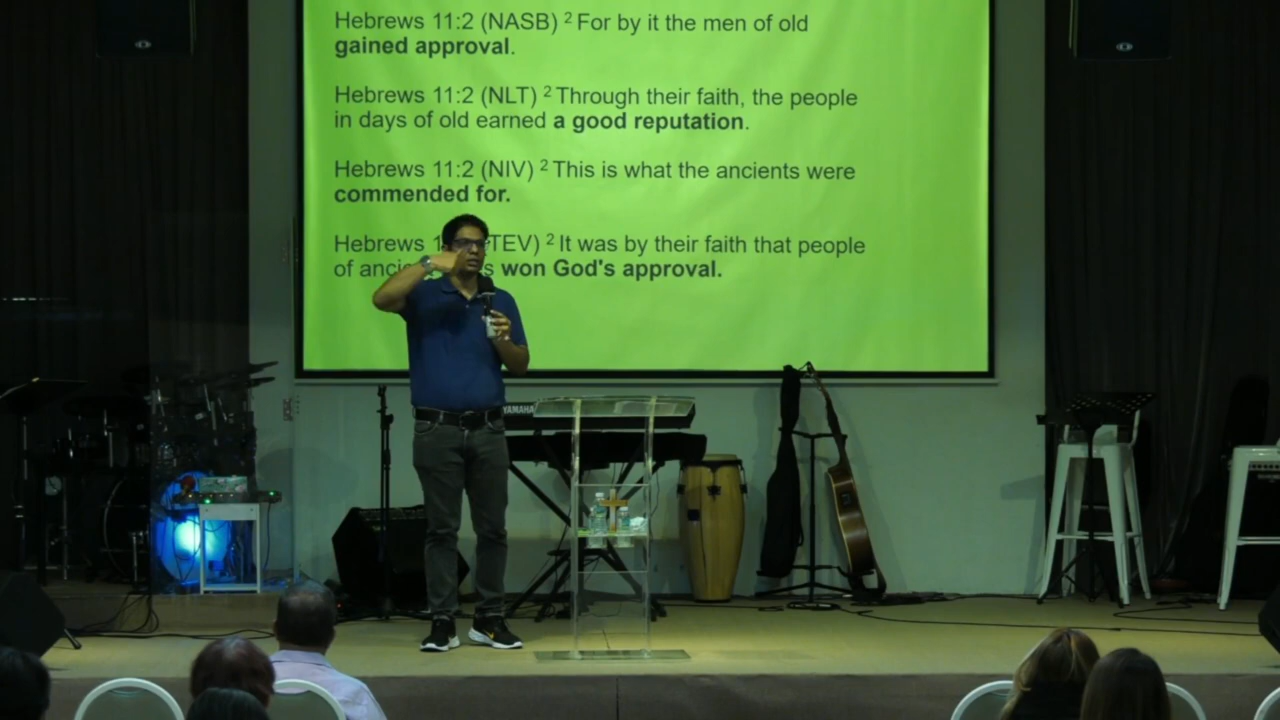 Hebrews 11:2 (NASB) 2 For by it the men of old
gained approval.
Hebrews 11:2 (NLT) 2 Through their faith, the people
in days of old earned a good reputation.
Hebrews 11:2 (NIV) 2 This is what the ancients were
commended for.
Hebrews TEV) 2 It was by their faith that people
of won God's approval.
YAMAHA